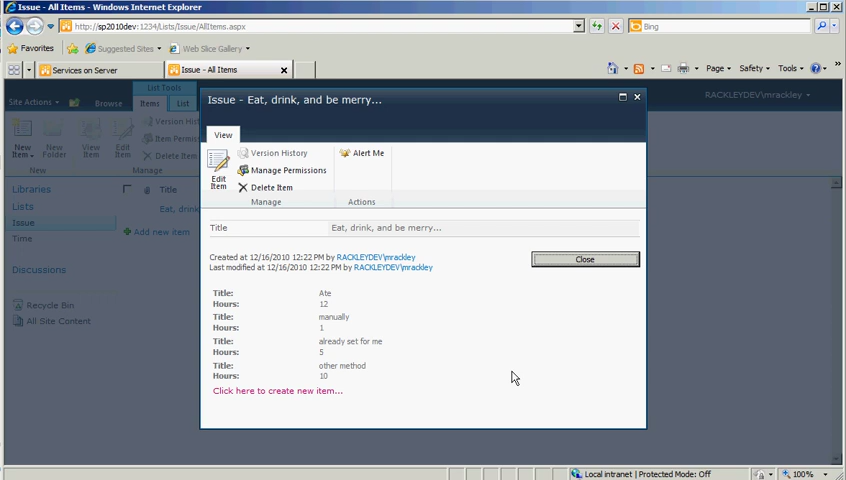 Issue - All Items - Windows Internet Explorer
http://sp2010dev:1234/Lists/Issue/AllItems.aspx
Bing
Favorites
Suggested Sites
Web Slice Gallery
Services on Server
Issue - All Items
Page
Safety
Tools
»
List Tools
Site Actions
Browse
Items
List
RACKLEYDEV\mrackley
New Item
New Folder
View Item
Edit Item
Version His
Item Permis
Delete Item
New
Manage
Libraries
Lists
Issue
Time
Discussions
Recycle Bin
All Site Content
Title
Eat, drink
Add new item
Issue - Eat, drink, and be merry...
View
Edit Item
Version History
Manage Permissions
Delete Item
Manage
Alert Me
Actions
Title Eat, drink, and be merry...
Created at 12/16/2010 12:22 PM by RACKLEYDEV\mrackley
Last modified at 12/16/2010 12:22 PM by RACKLEYDEV\mrackley
Close
Title: Ate
Hours: 12
Title: manually
Hours: 1
Title: already set for me
Hours: 5
Title: other method
Hours: 10
Click here to create new item...
Local intranet | Protected Mode: Off
100%